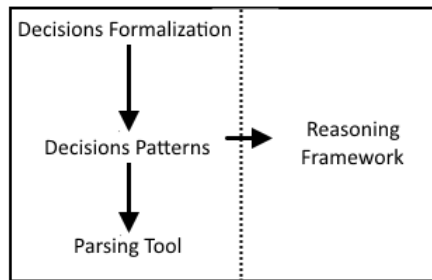 Decisions Formalization
Decisions Patterns
Reasoning
Framework
Parsing Tool